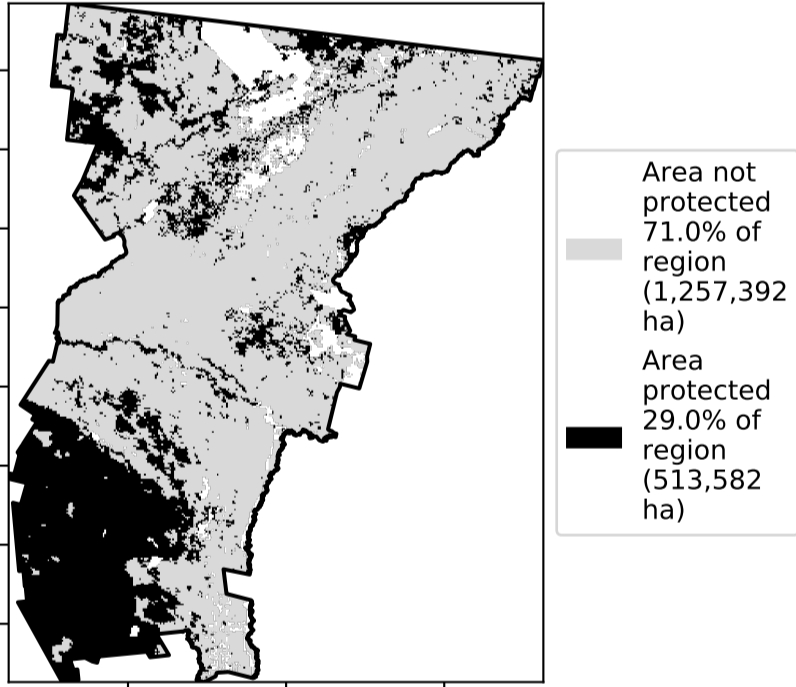 Area not
protected
71.0% of
region
(1,257,392
ha)
Area
protected
29.0% of
region
(513,582
ha)